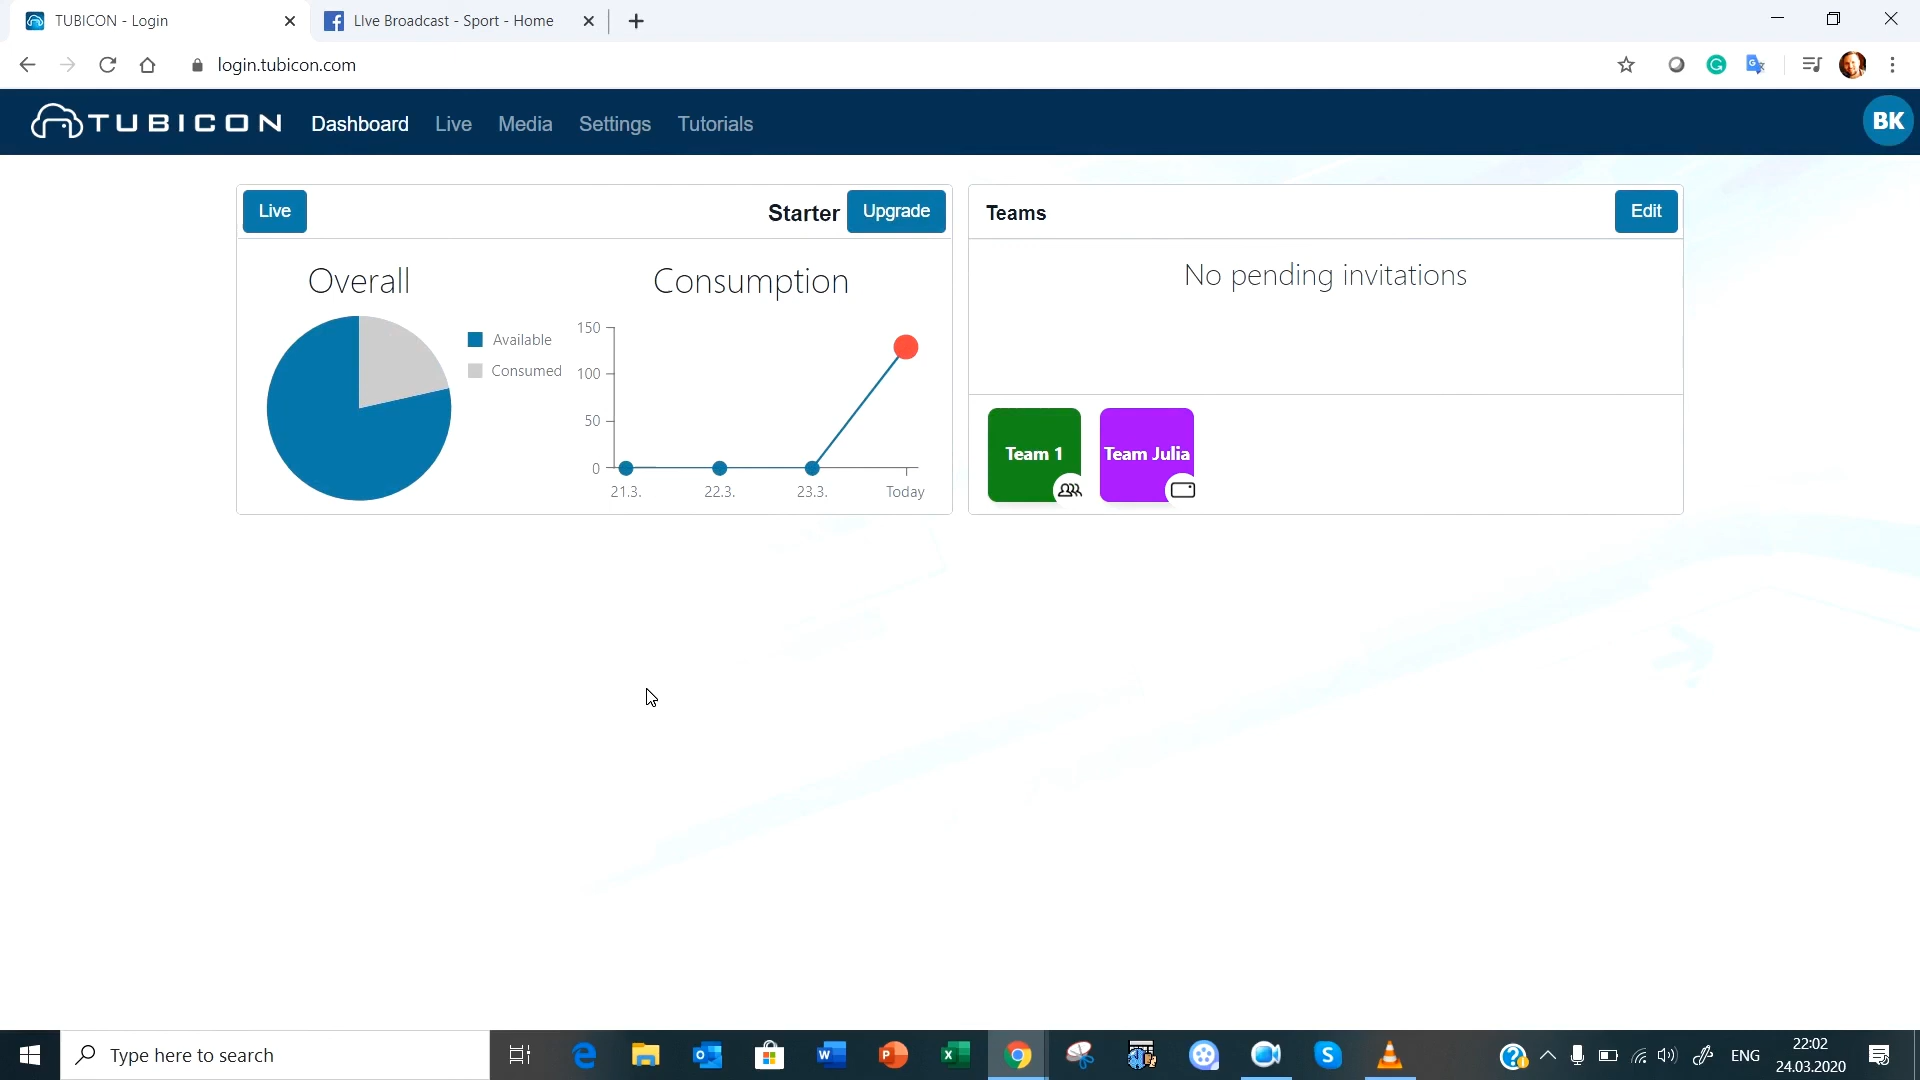 TUBICON - Login
LIve Broadcast - Sport - Home
login.tubicon.com
TUBICON
Dashboard
Live
Media
Settings
Tutorials
BK
Live
Starter
Upgrade
Overall
Available
Consumed
Consumption
150
100
50
0
21.3.
22.3.
23.3.
Today
Teams
Edit
No pending invitations
Team 1
Team Julia
Type here to search
ENG
22:02
24.03.2020